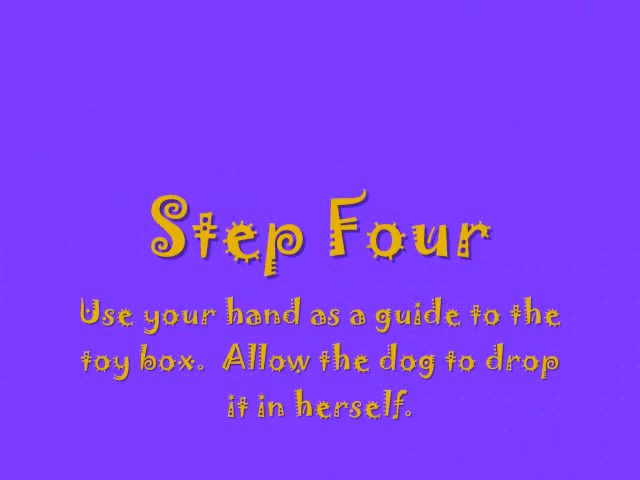 Step Four
Use your hand as a guide to the
toy box. Allow the dog to drop
it in herself.